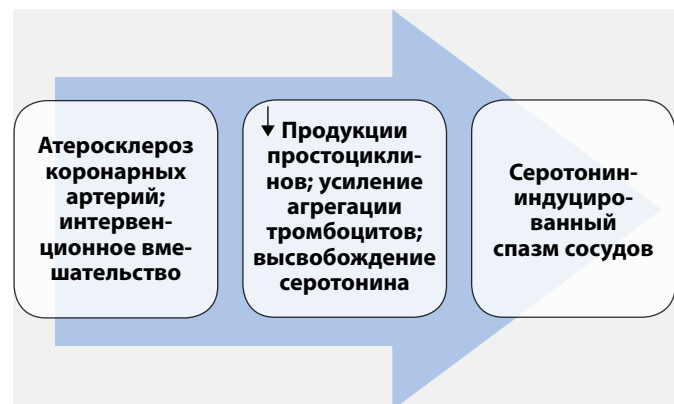 Атеросклероз
коронарных
артерий;
интервен-
ционное вме-
шательство
↓ Продукции
простоцикли-
нов; усиление
агрегации
тромбоцитов;
высвобождение
серотонина
Серотонин-
индуциро-
ванный
спазм сосудов